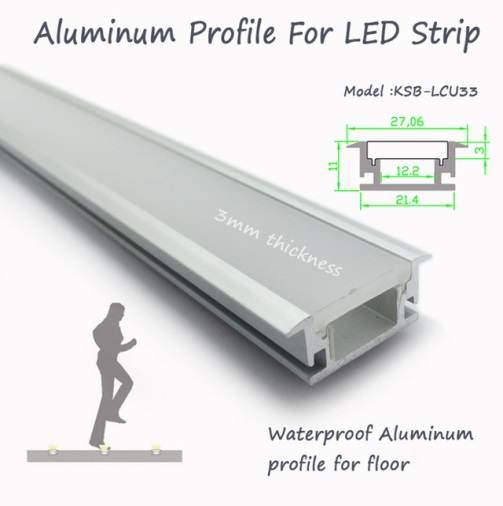 Aluminum Profile For LED Strip
Model :KSB-LCU33
27,06
11
3
12.2
21.4
3mm thickness
Waterproof Aluminum
profile for floor